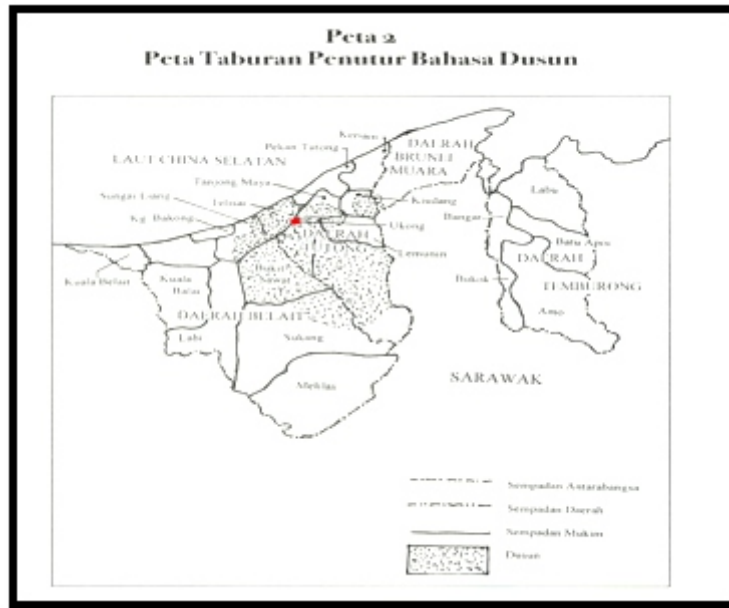 Peta 2
Peta Taburan Penutur Bahasa Dusun
Keriam
DAERAH
BRUNEI
MUARA
Pekan Tutong
LAUT CHINA SELATAN
Tanjong Maya
Telisai
Sungai Liang
Kg. Bakong
Kiudang
Ukong
Lamunin
DAERAH
TUTONG
Labu
Bangar
Batu Apoi
DAERAH
TEMBURONG
Bukok
Amo
Kuala Belait
Kuala
Balai
Bukit
Sawat
DAERAH BELAIT
Labi
Sukang
Melilas
SARAWAK
Sempadan Antarabangsa
Sempadan Daerah
Sempadan Mukim
Dusun